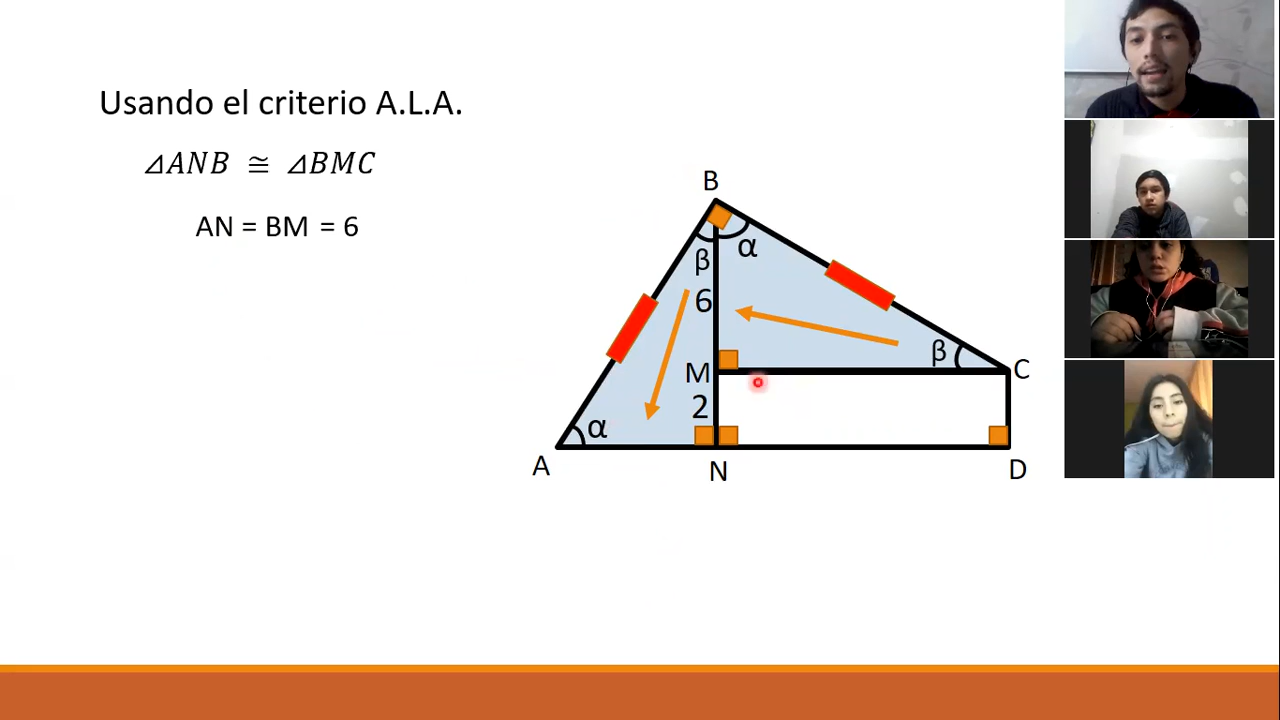 Usando el criterio A.L.A.
⊿ANB ≅ ⊿BMC
AN = BM = 6
B
β
α
6
M
β
C
2
α
A
N
D